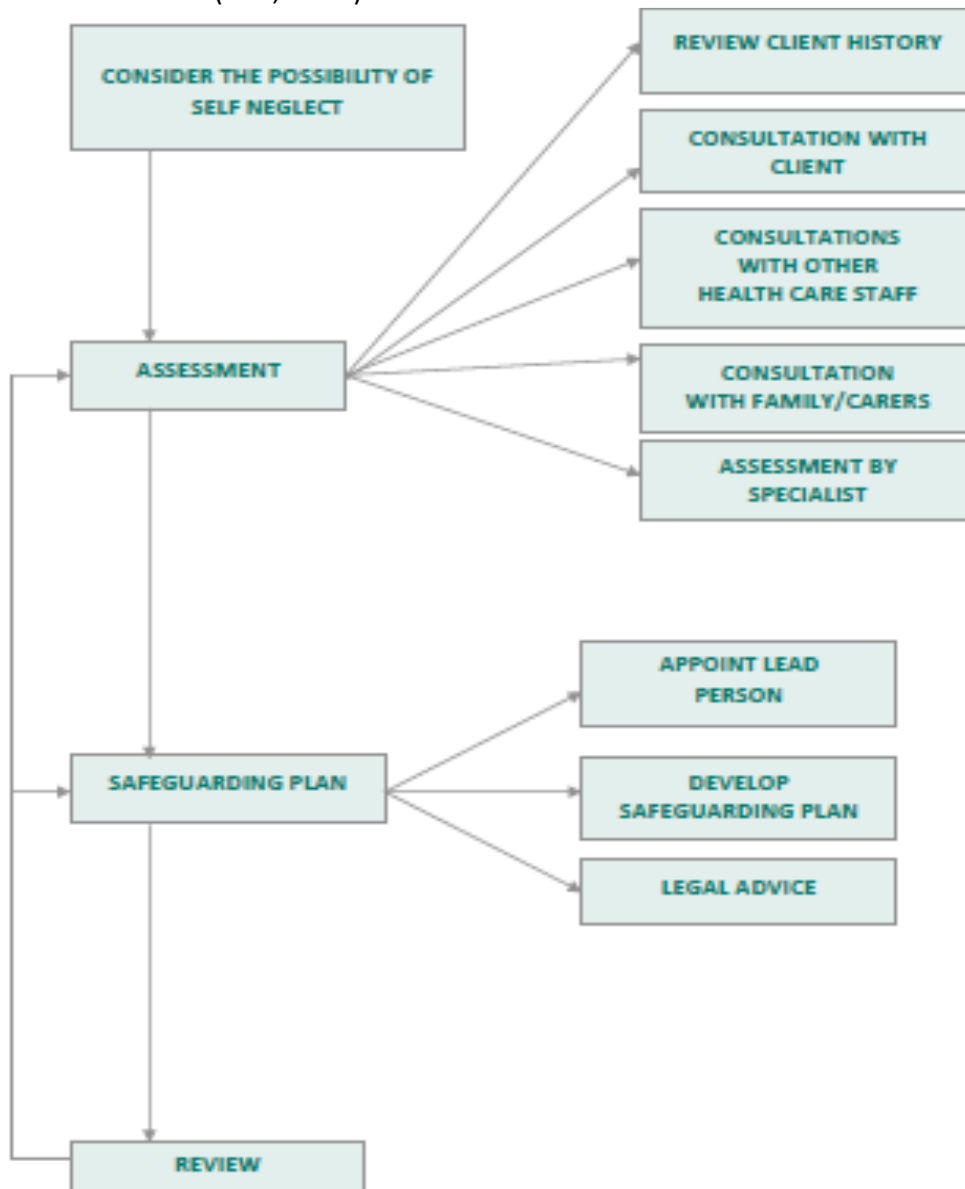 CONSIDER THE POSSIBILITY OF
SELF NEGLECT
REVIEW CLIENT HISTORY
CONSULTATION WITH
CLIENT
CONSULTATIONS
WITH OTHER
HEALTH CARE STAFF
ASSESSMENT
CONSULTATION
WITH FAMILY/CARERS
ASSESSMENT BY
SPECIALIST
APPOINT LEAD
PERSON
SAFEGUARDING PLAN
DEVELOP
SAFEGUARDING PLAN
LEGAL ADVICE
REVIEW